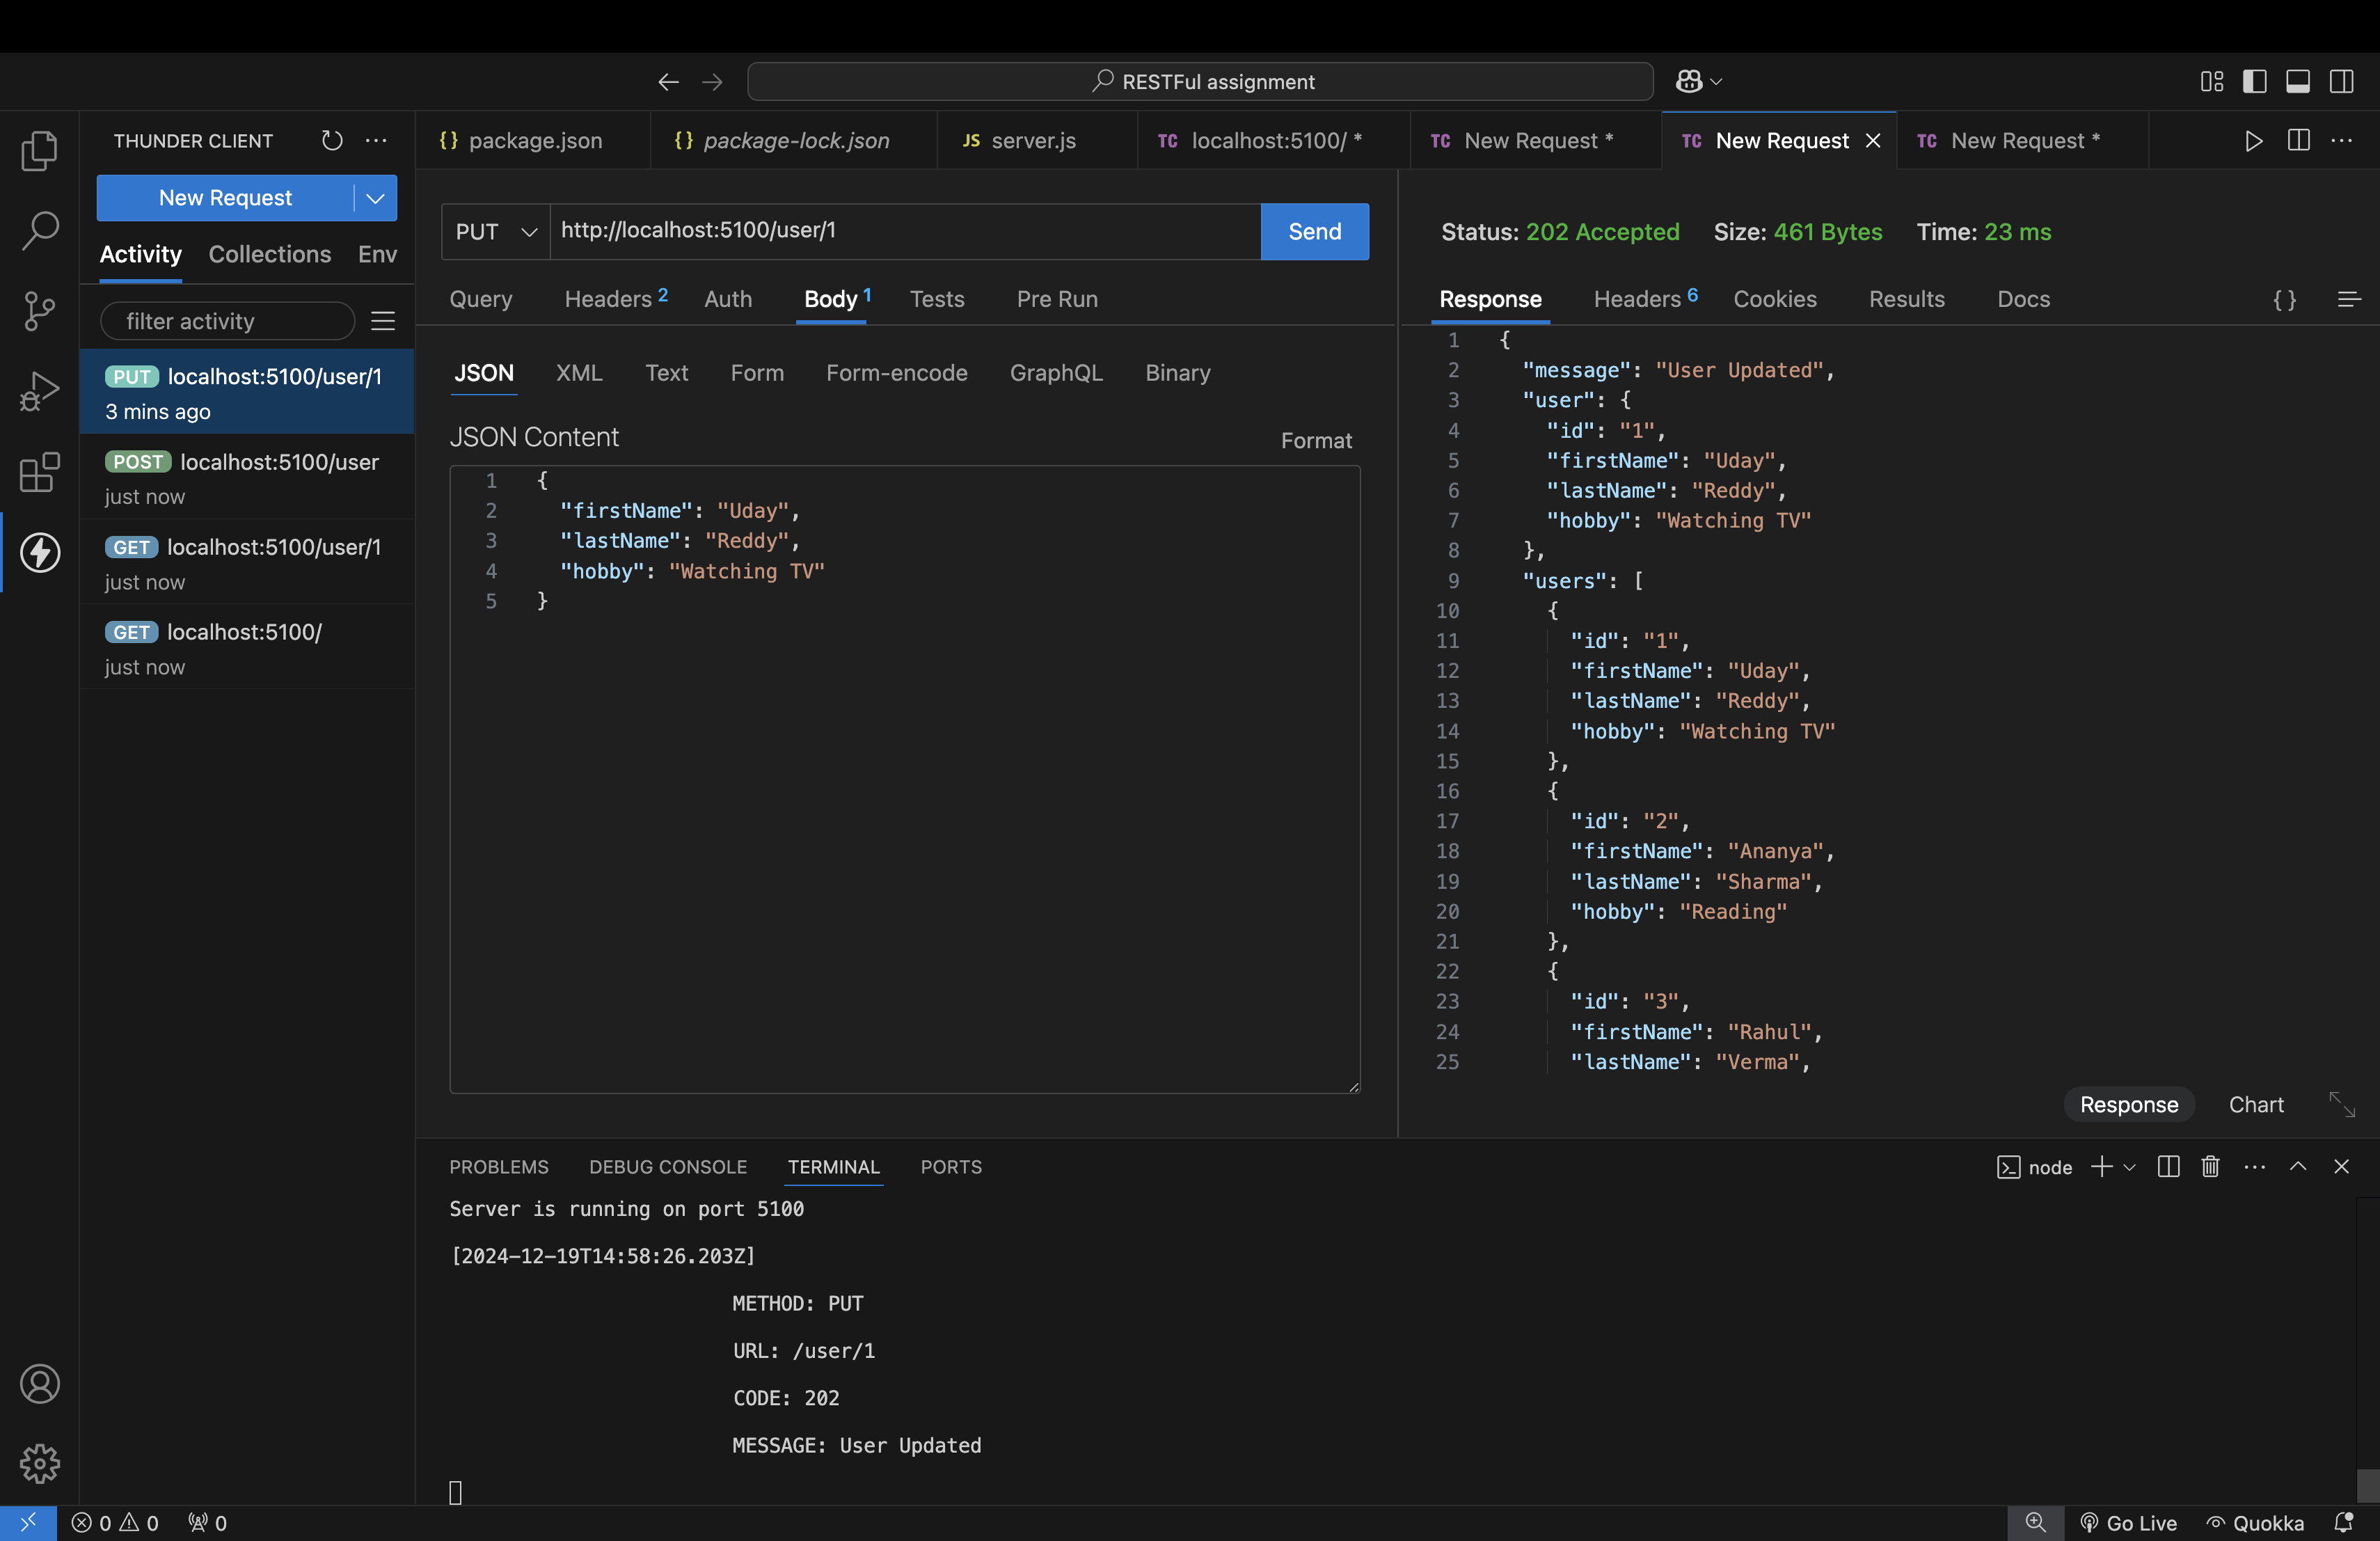 RESTFul assignment
THUNDER CLIENT
{} package.json
{} package-lock.json
JS server.js
TC localhost:5100/ *
TC New Request *
TC New Request
TC New Request *
New Request
Activity Collections Env
filter activity
PUT localhost:5100/user/1
3 mins ago
POST localhost:5100/user
just now
GET localhost:5100/user/1
just now
GET localhost:5100/
just now
PUT http://localhost:5100/user/1 Send
Query Headers 2 Auth Body 1 Tests Pre Run
JSON XML Text Form Form-encode GraphQL Binary
JSON Content Format
1 {
2 "firstName": "Uday",
3 "lastName": "Reddy",
4 "hobby": "Watching TV"
5 }
Status: 202 Accepted Size: 461 Bytes Time: 23 ms
Response Headers 6 Cookies Results Docs {}
1 {
2 "message": "User Updated",
3 "user": {
4 "id": "1",
5 "firstName": "Uday",
6 "lastName": "Reddy",
7 "hobby": "Watching TV"
8 },
9 "users": [
10 {
11 "id": "1",
12 "firstName": "Uday",
13 "lastName": "Reddy",
14 "hobby": "Watching TV"
15 },
16 {
17 "id": "2",
18 "firstName": "Ananya",
19 "lastName": "Sharma",
20 "hobby": "Reading"
21 },
22 {
23 "id": "3",
24 "firstName": "Rahul",
25 "lastName": "Verma",
Response Chart
PROBLEMS DEBUG CONSOLE TERMINAL PORTS
node
Server is running on port 5100
[2024-12-19T14:58:26.203Z]
METHOD: PUT
URL: /user/1
CODE: 202
MESSAGE: User Updated
0 0 0
Go Live Quokka